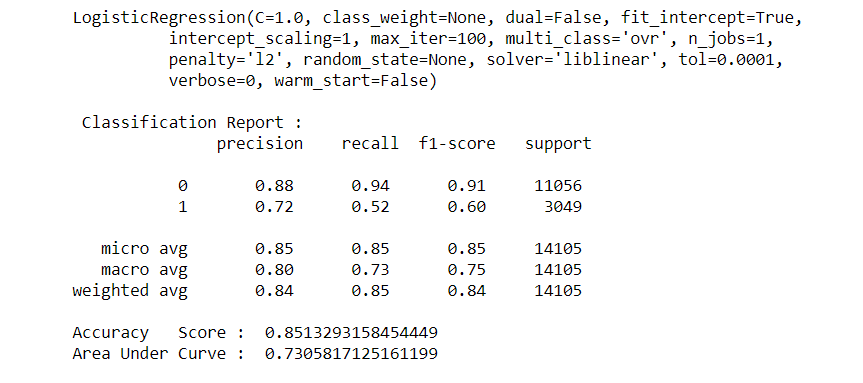 LogisticRegression(C=1.0, class_weight=None, dual=False, fit_intercept=True,
intercept_scaling=1, max_iter=100, multi_class='ovr', n_jobs=1,
penalty='l2', random_state=None, solver='liblinear', tol=0.0001,
verbose=0, warm_start=False)
Classification Report :
precision recall f1-score support
0 0.88 0.94 0.91 11056
1 0.72 0.52 0.60 3049
micro avg 0.85 0.85 0.85 14105
macro avg 0.80 0.73 0.75 14105
weighted avg 0.84 0.85 0.84 14105
Accuracy Score : 0.8513293158454449
Area Under Curve : 0.7305817125161199